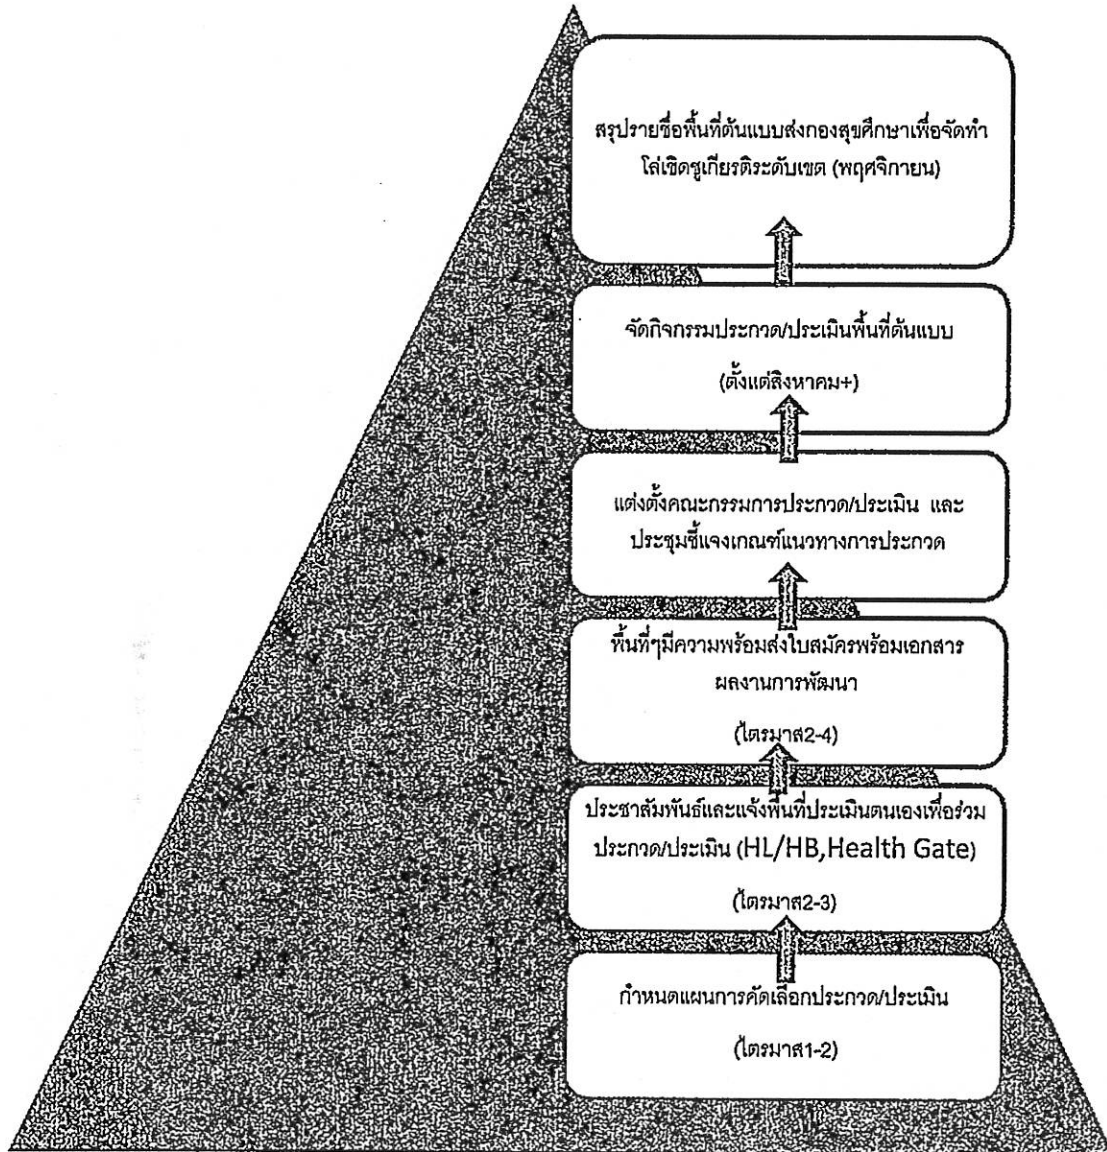 สรุปรายชื่อพื้นที่ต้นแบบส่งกองสุขศึกษาเพื่อจัดทำ
โล่เชิดชูเกียรติระดับเขต (พฤศจิกายน)
จัดกิจกรรมประกวด/ประเมินพื้นที่ต้นแบบ
(ตั้งแต่สิงหาคม+)
แต่งตั้งคณะกรรมการประกวด/ประเมิน และ
ประชุมชี้แจงเกณฑ์แนวทางการประกวด
พื้นที่ๆมีความพร้อมส่งใบสมัครพร้อมเอกสาร
ผลงานการพัฒนา
(ไตรมาส2-4)
ประชาสัมพันธ์และแจ้งพื้นที่ประเมินตนเองเพื่อร่วม
ประกวด/ประเมิน (HL/HB,Health Gate)
(ไตรมาส2-3)
กำหนดแผนการคัดเลือกประกวด/ประเมิน
(ไตรมาส1-2)